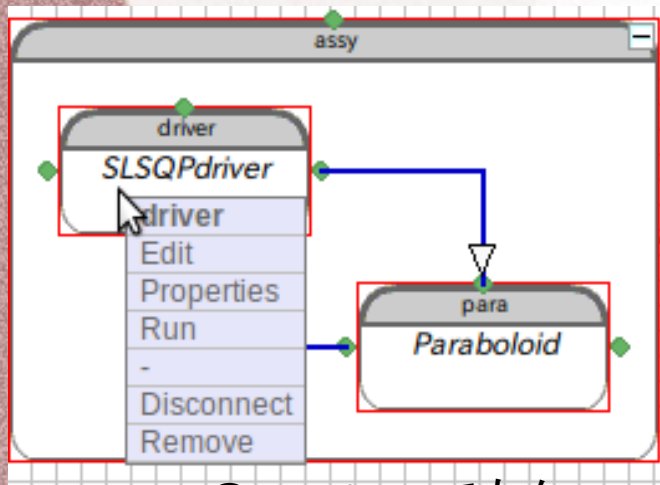 assy
driver
SLSQPdriver
driver
Edit
Properties
Run
-
Disconnect
Remove
para
Paraboloid